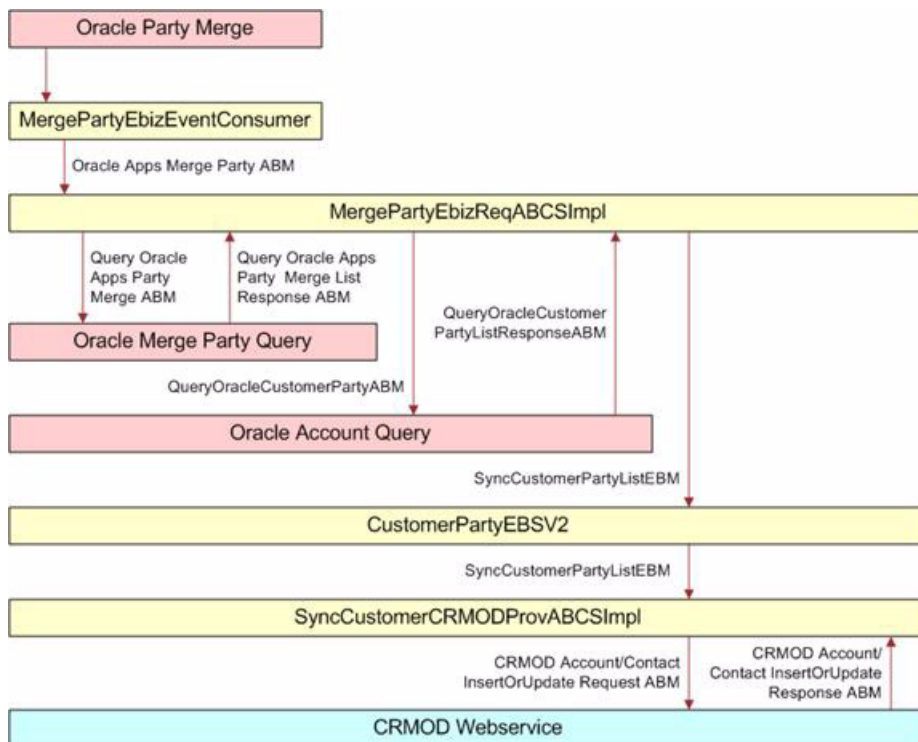 Oracle Party Merge
MergePartyEbizEventConsumer
Oracle Apps Merge Party ABM
MergePartyEbizReqABCSImpl
Query Oracle
Apps Party
Merge ABM
Query Oracle Apps
Party Merge List
Response ABM
QueryOracleCustomer
PartyListResponseABM
Oracle Merge Party Query
QueryOracleCustomerPartyABM
Oracle Account Query
SyncCustomerPartyListEBM
CustomerPartyEBSV2
SyncCustomerPartyListEBM
SyncCustomerCRMODProvABCSImpl
CRMOD Account/Contact
InsertOrUpdate Request ABM
CRMOD Account/
Contact InsertOrUpdate
Response ABM
CRMOD Webservice